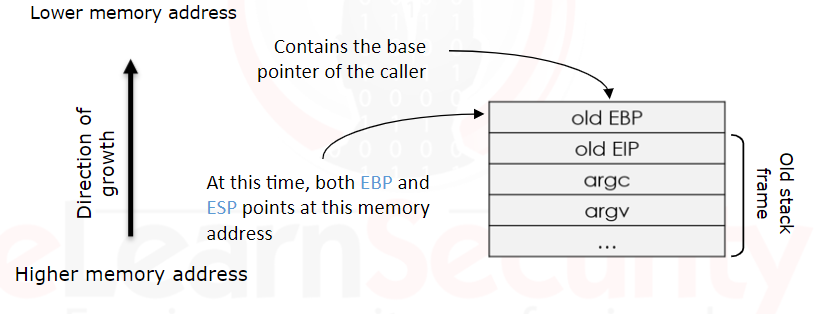 Lower memory address
Contains the base
pointer of the caller
Direction of
growth
old EBP
old EIP
argc
argv
...
Old stack
frame
At this time, both EBP and
ESP points at this memory
address
Higher memory address
eLearnSecurity